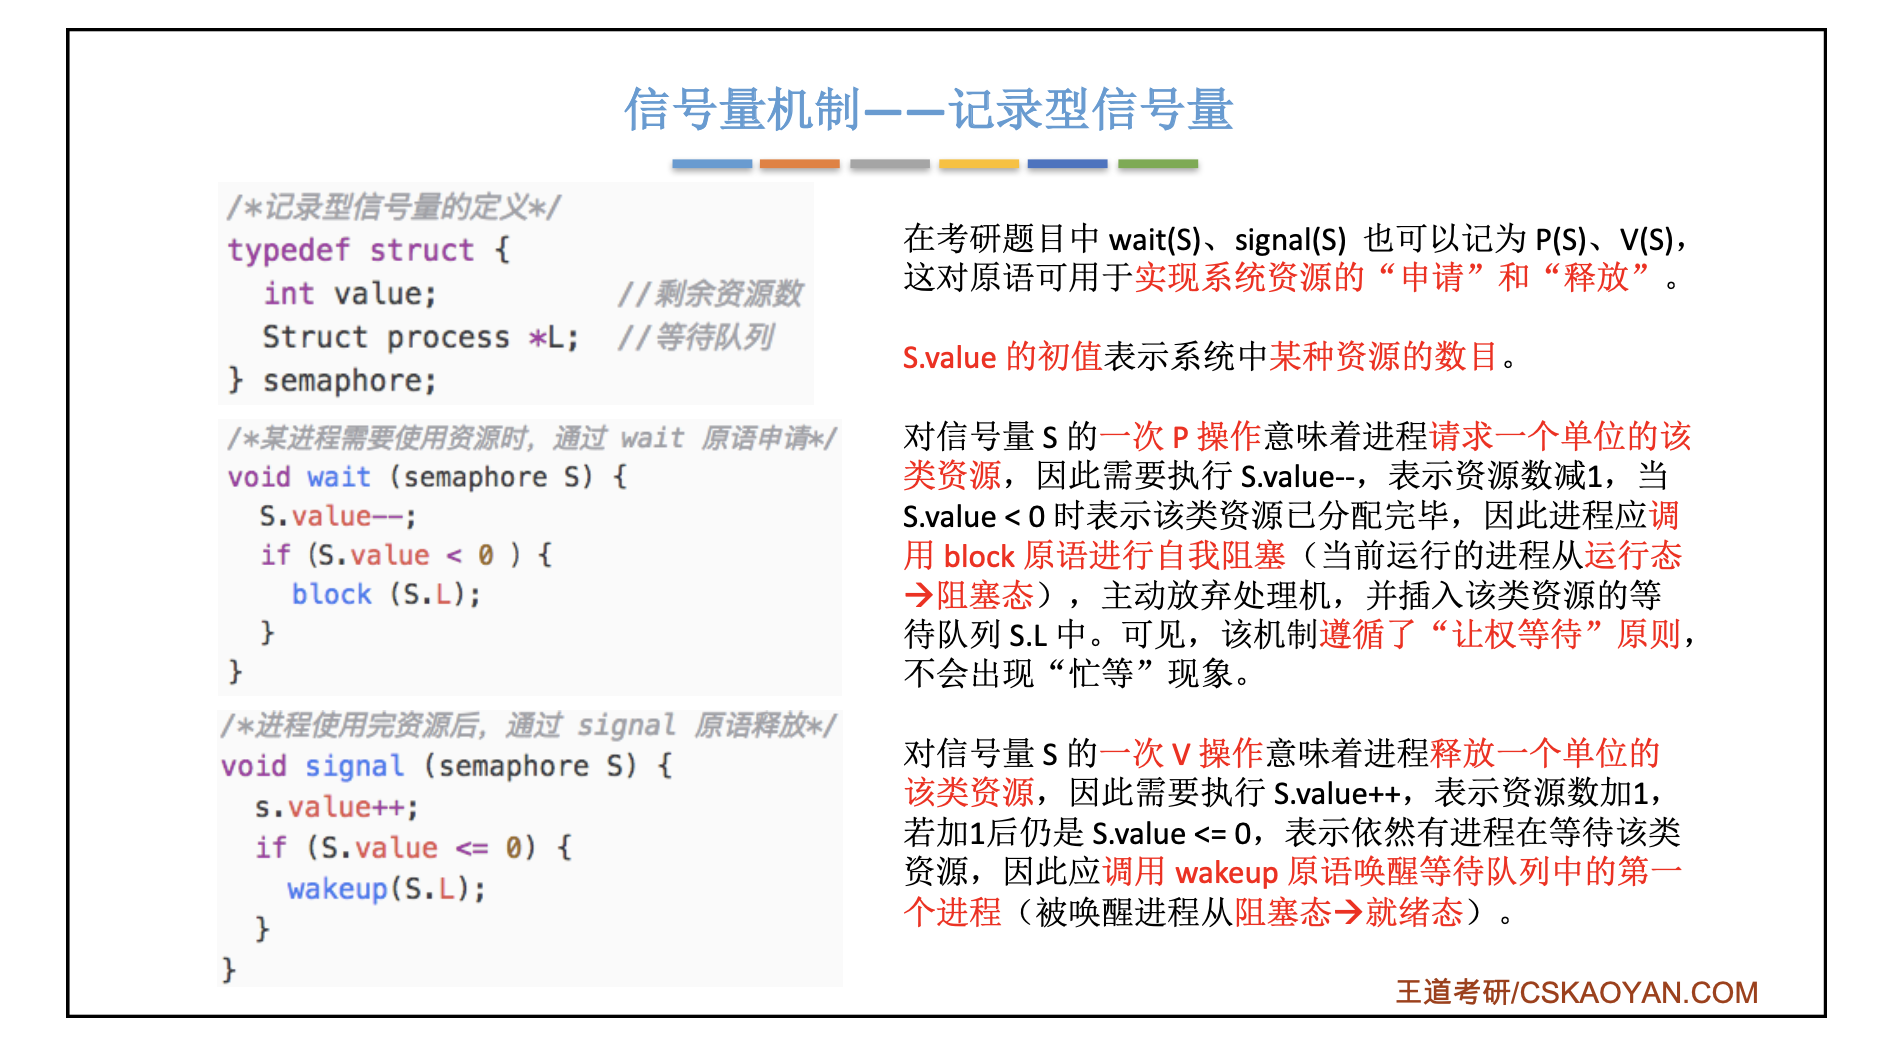 信号量机制——记录型信号量
/*记录型信号量的定义*/
typedef struct {
int value; //剩余资源数
Struct process *L; //等待队列
} semaphore;
/*某进程需要使用资源时，通过 wait 原语申请*/
void wait (semaphore S) {
S.value--;
if (S.value < 0 ) {
block (S.L);
}
}
/*进程使用完资源后，通过 signal 原语释放*/
void signal (semaphore S) {
s.value++;
if (S.value <= 0) {
wakeup(S.L);
}
}
在考研题目中 wait(S)、signal(S) 也可以记为 P(S)、V(S)，
这对原语可用于实现系统资源的“申请”和“释放”。
S.value 的初值表示系统中某种资源的数目。
对信号量 S 的一次 P 操作意味着进程请求一个单位的该
类资源，因此需要执行 S.value--，表示资源数减1，当
S.value < 0 时表示该类资源已分配完毕，因此进程应调
用 block 原语进行自我阻塞（当前运行的进程从运行态
→阻塞态），主动放弃处理机，并插入该类资源的等
待队列 S.L 中。可见，该机制遵循了“让权等待”原则，
不会出现“忙等”现象。
对信号量 S 的一次 V 操作意味着进程释放一个单位的
该类资源，因此需要执行 S.value++，表示资源数加1，
若加1后仍是 S.value <= 0，表示依然有进程在等待该类
资源，因此应调用 wakeup 原语唤醒等待队列中的第一
个进程（被唤醒进程从阻塞态→就绪态）。
王道考研/CSKAOYAN.COM